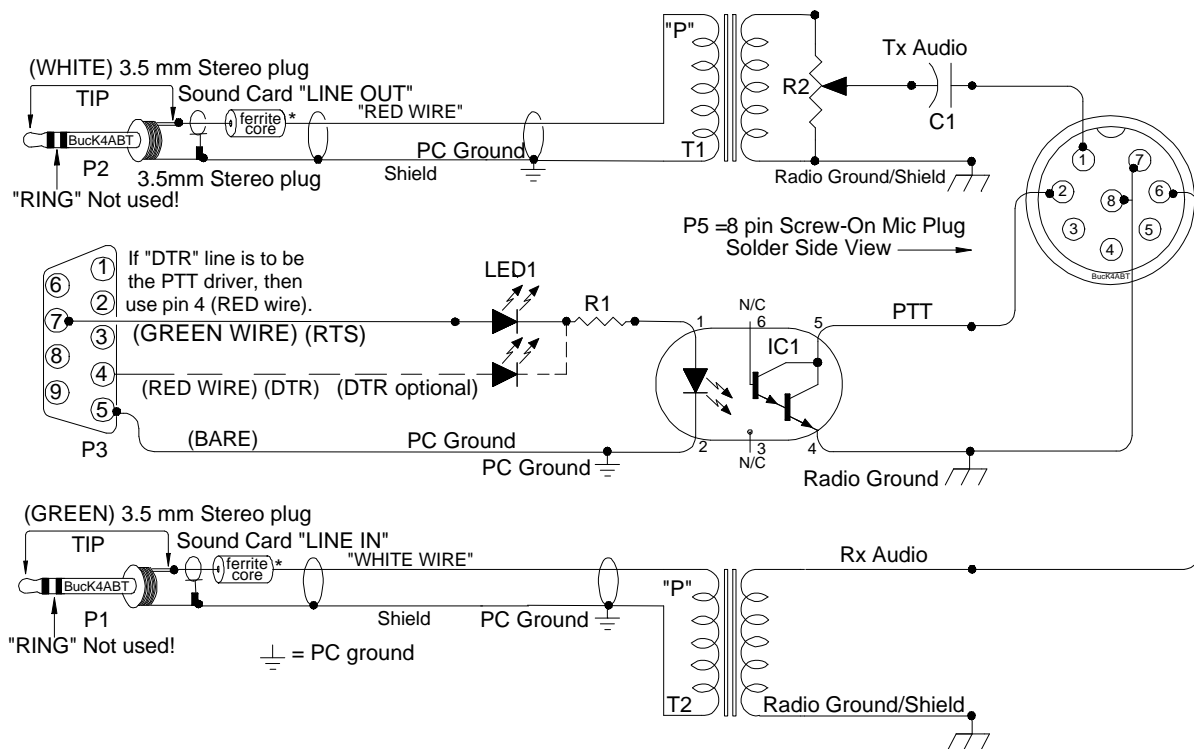 "P"
(WHITE) 3.5 mm Stereo plug
TIP
Sound Card "LINE OUT"
ferrite
core
*
"RED WIRE"
BucK4ABT
P2
3.5mm Stereo plug
"RING" Not used!
PC Ground
Shield
T1
R2
Tx Audio
C1
Radio Ground/Shield
P5 =8 pin Screw-On Mic Plug
Solder Side View
1
7
2
8
6
3
5
4
BucK4ABT
If "DTR" line is to be
the PTT driver, then
use pin 4 (RED wire).
1
6
2
7
3
8
4
9
5
P3
(GREEN WIRE) (RTS)
(RED WIRE) (DTR)
(DTR optional)
(BARE)
PC Ground
PC Ground
LED1
R1
N/C
1
6
5
IC1
2
3
4
N/C
PTT
Radio Ground
(GREEN) 3.5 mm Stereo plug
TIP
Sound Card "LINE IN"
ferrite
core
*
"WHITE WIRE"
BucK4ABT
P1
"RING" Not used!
Shield
PC Ground
= PC ground
"P"
T2
Rx Audio
Radio Ground/Shield